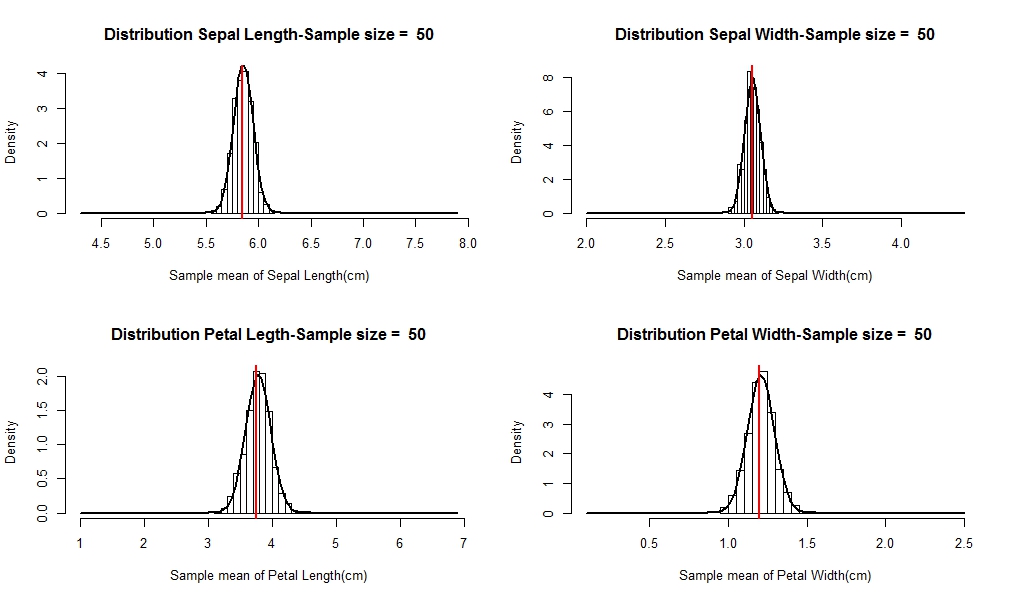 Distribution Sepal Length-Sample size =  50
Density
0 1 2 3 4
4.5 5.0 5.5 6.0 6.5 7.0 7.5 8.0
Sample mean of Sepal Length(cm)
Distribution Sepal Width-Sample size =  50
Density
0 2 4 6 8
2.0 2.5 3.0 3.5 4.0
Sample mean of Sepal Width(cm)
Distribution Petal Legth-Sample size =  50
Density
0.0 0.5 1.0 1.5 2.0
1 2 3 4 5 6 7
Sample mean of Petal Length(cm)
Distribution Petal Width-Sample size =  50
Density
0 1 2 3 4
0.5 1.0 1.5 2.0 2.5
Sample mean of Petal Width(cm)